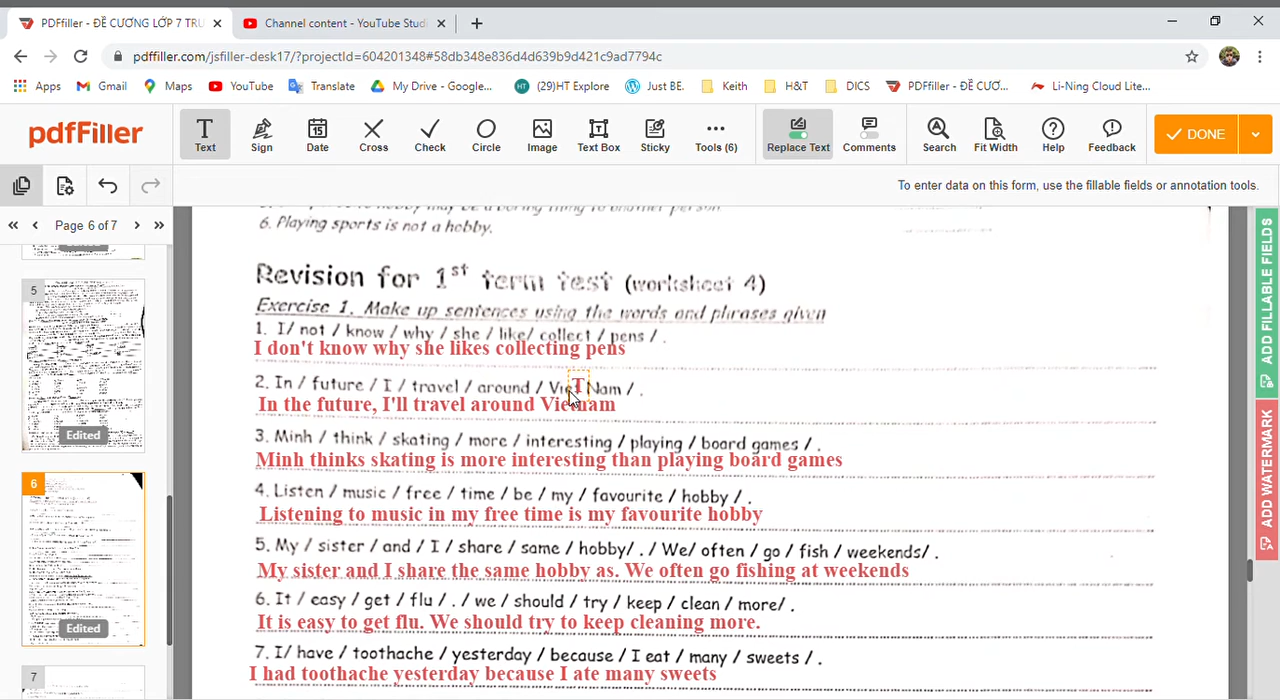 PDFfiller - ĐỀ CƯƠNG LỚP 7 TRU
Channel content - YouTube Studi
pdffiller.com/jsfiller-desk17/?projectId=604201348#58db348e836d4d639b9d421c9ad7794c
Apps Gmail Maps YouTube Translate My Drive - Google... (29)HT Explore Just BE. Keith H&T DICS PDFfiller - ĐỀ CƯƠ... Li-Ning Cloud Lite...
pdfFiller
Text Sign Date Cross Check Circle Image Text Box Sticky Tools (6) Replace Text Comments Search Fit Width Help Feedback DONE
To enter data on this form, use the fillable fields or annotation tools.
Page 6 of 7
5
Edited
6
Edited
7
6. Playing sports is not a hobby.
Revision for 1st term test (worksheet 4)
Exercise 1. Make up sentences using the words and phrases given
1. I/ not / know / why / she / like/ collect / pens / .
I don't know why she likes collecting pens
2. In / future / I / travel / around / Viet Nam / .
T
In the future, I'll travel around Vietnam
3. Minh / think / skating / more / interesting / playing / board games / .
Minh thinks skating is more interesting than playing board games
4. Listen / music / free / time / be / my / favourite / hobby / .
Listening to music in my free time is my favourite hobby
5. My / sister / and / I / share / same / hobby/ . / We/ often / go / fish / weekends/ .
My sister and I share the same hobby as. We often go fishing at weekends
6. It / easy / get / flu / . / we / should / try / keep / clean / more/ .
It is easy to get flu. We should try to keep cleaning more.
7. I/ have / toothache / yesterday / because / I eat / many / sweets / .
I had toothache yesterday because I ate many sweets
ADD FILLABLE FIELDS
ADD WATERMARK